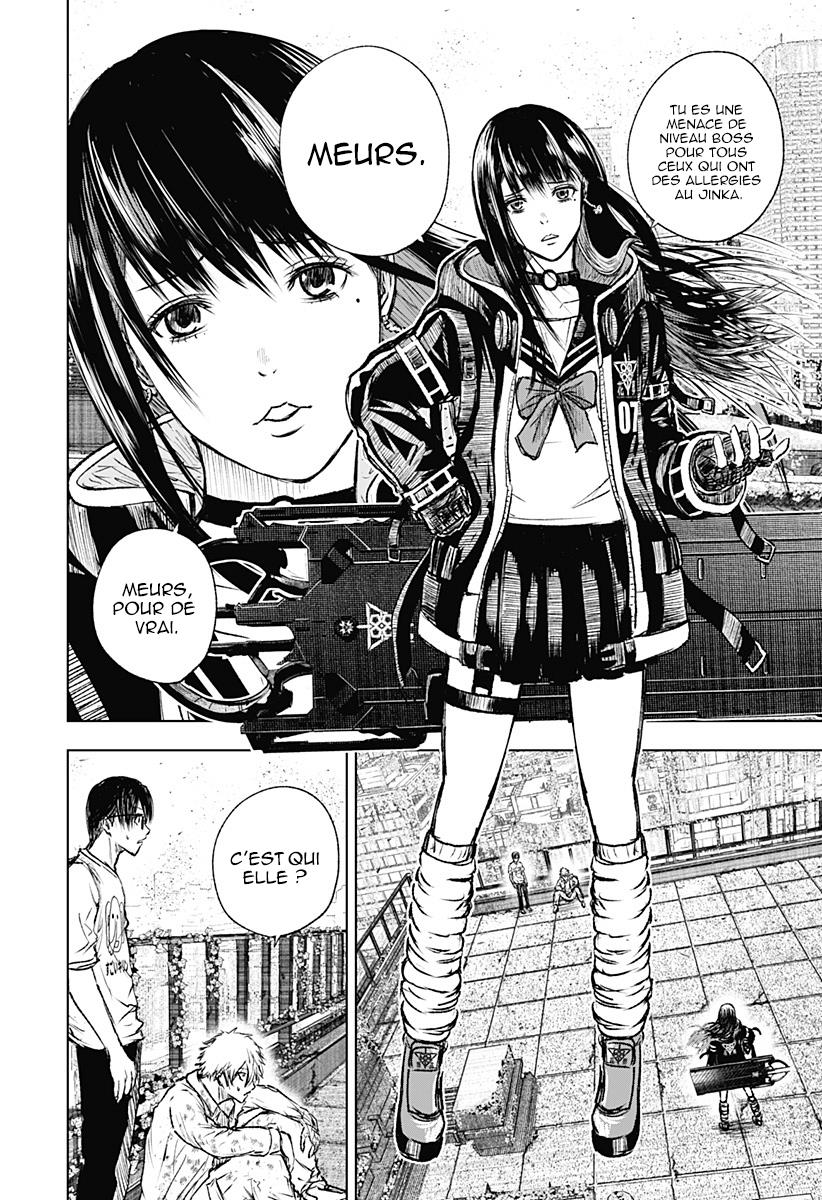 TU ES UNE
MENACE DE
NIVEAU BOSS
POUR TOUS
CEUX QUI ONT
DES ALLERGIES
AU JINKA.
MEURS.
07
MEURS,
POUR DE
VRAI.
C'EST QUI
ELLE ?